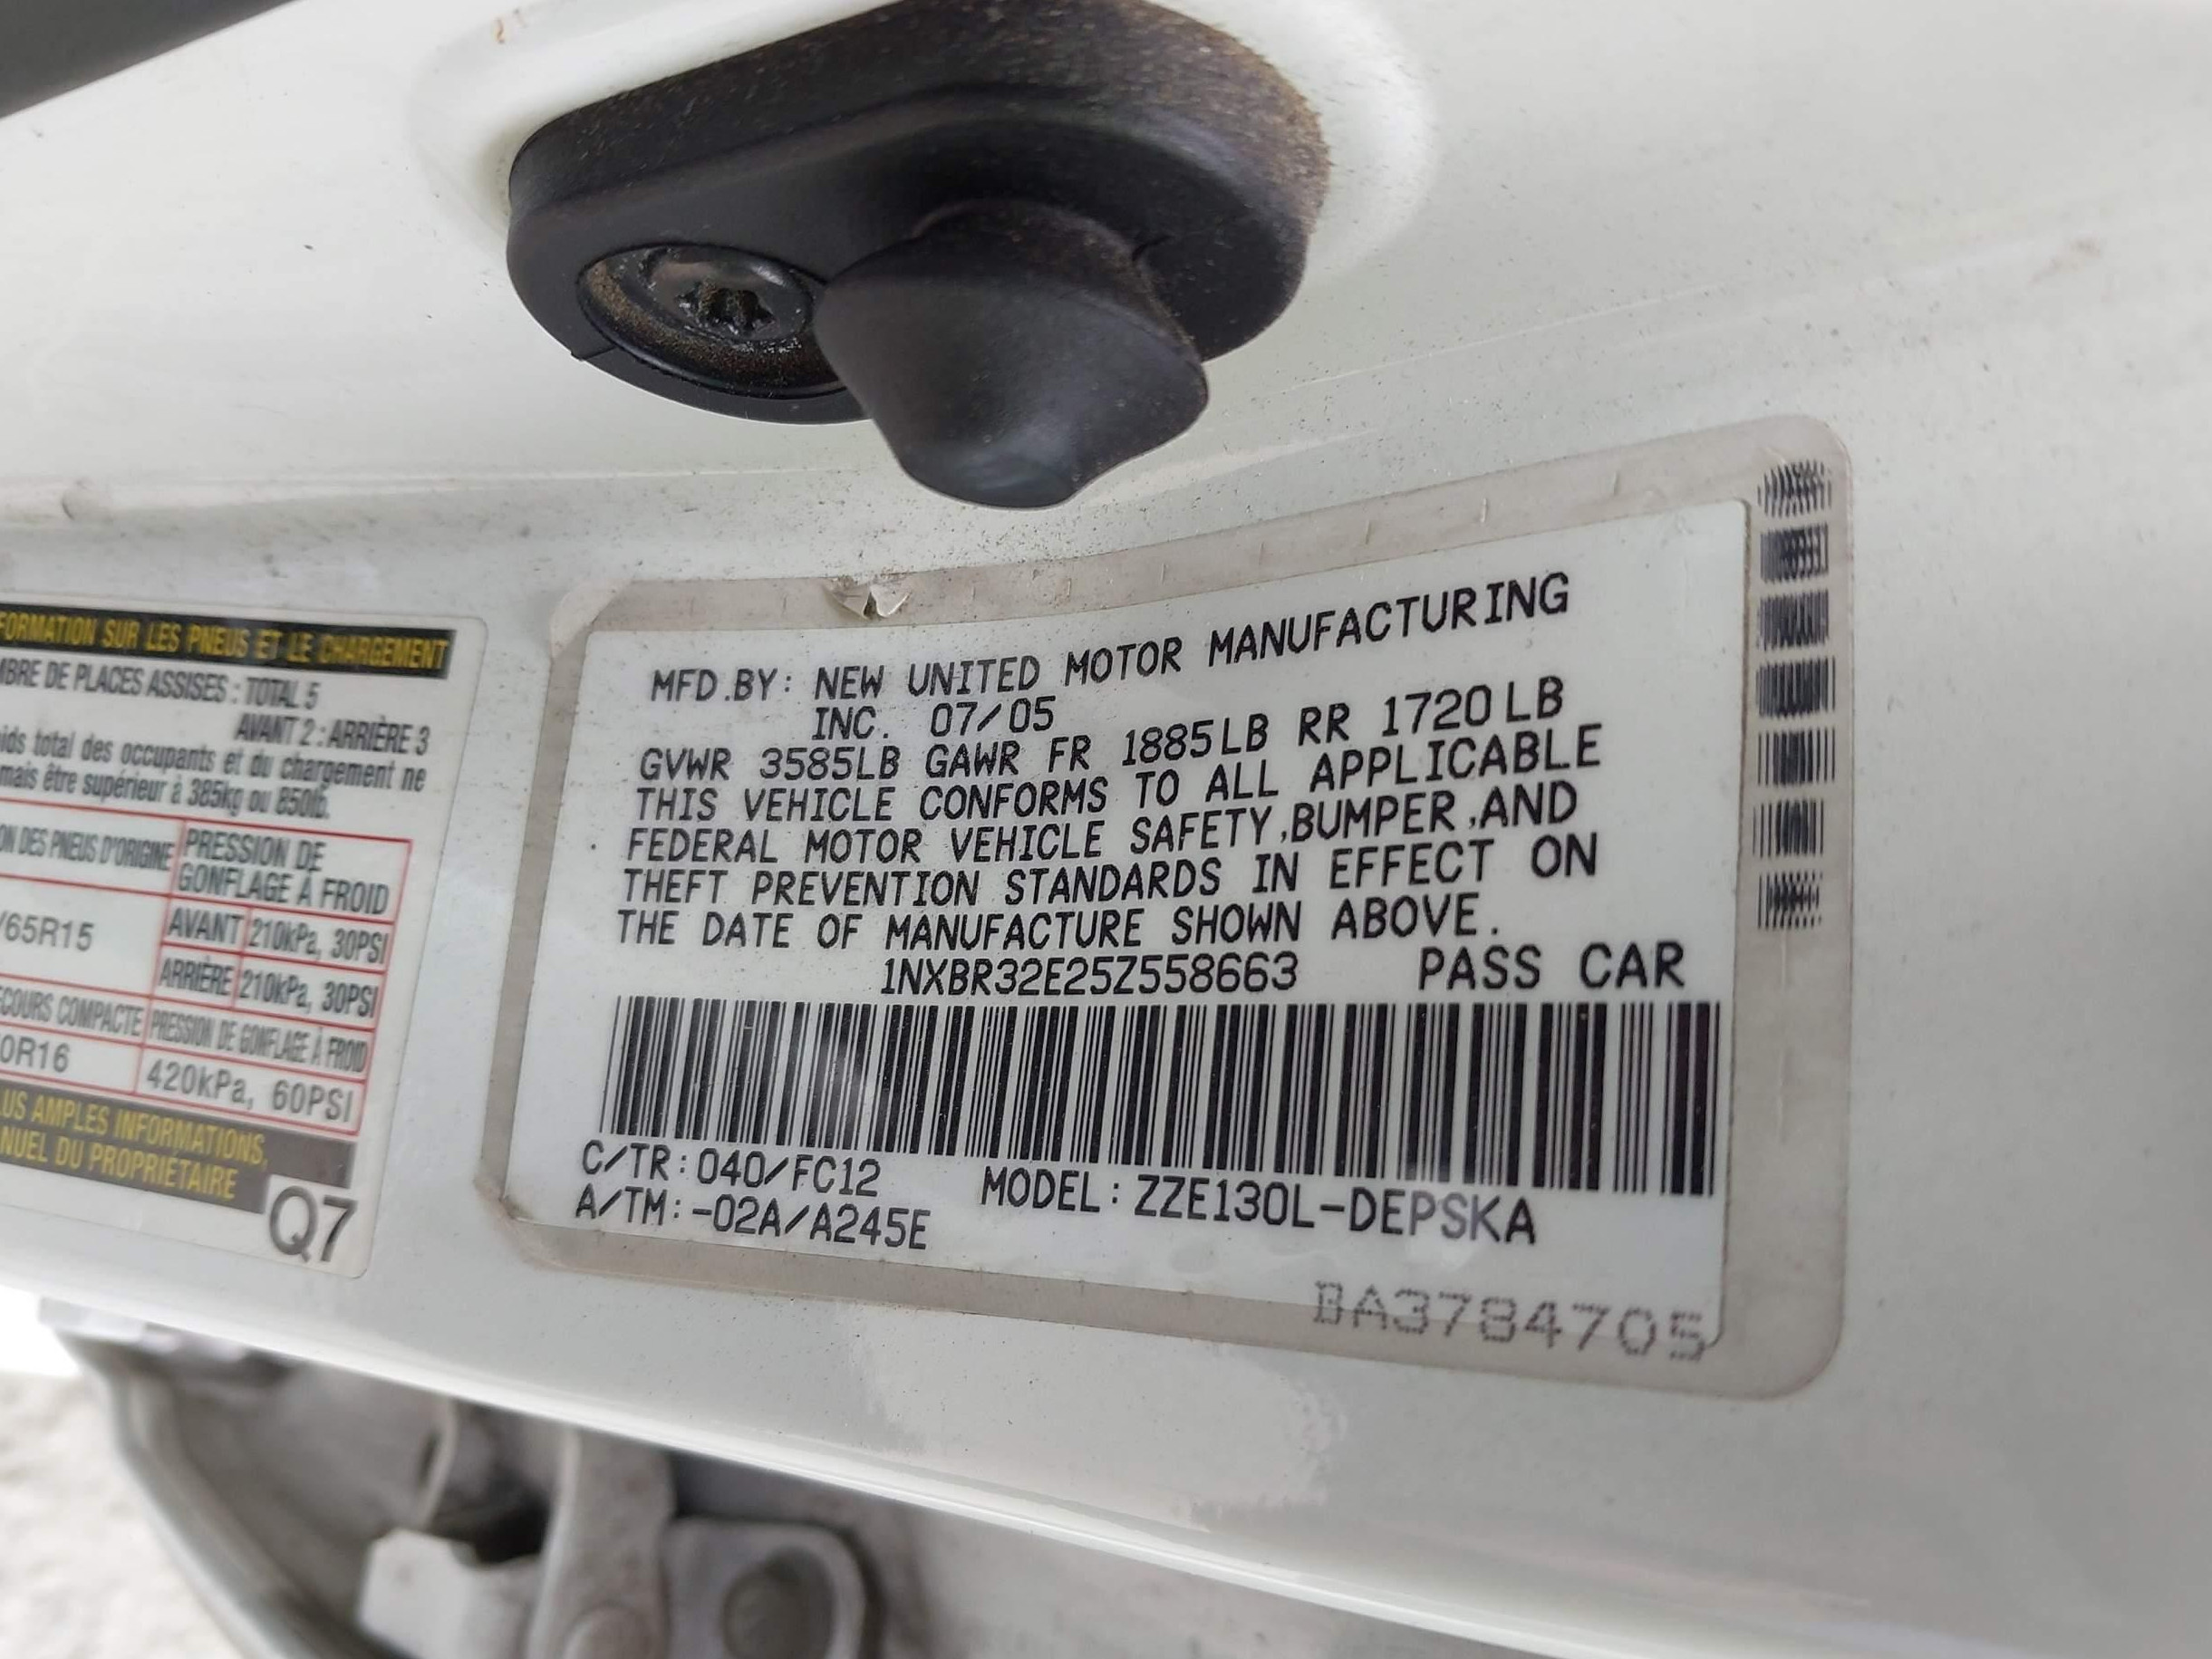 SUR LES PNEUS ET LE CHARGEMENT
DE PLACES ASSISES : TOTAL 5
AVANT 2 : ARRIÈRE 3
total des occupants et du chargement ne
mais être supérieur à 385kg ou 850lb.
DES PNEUS D'ORIGINE
PRESSION DE
GONFLAGE À FROID
/65R15
AVANT 210kPa, 30PSI
ARRIÈRE 210kPa, 30PSI
COMPACTE
PRESSION DE GONFLAGE À FROID
0R16
420kPa, 60PSI
AMPLES INFORMATIONS,
DU PROPRIÉTAIRE
Q7
MFD.BY: NEW UNITED MOTOR MANUFACTURING
INC. 07/05
GVWR 3585LB GAWR FR 1885LB RR 1720LB
THIS VEHICLE CONFORMS TO ALL APPLICABLE
FEDERAL MOTOR VEHICLE SAFETY,BUMPER,AND
THEFT PREVENTION STANDARDS IN EFFECT ON
THE DATE OF MANUFACTURE SHOWN ABOVE.
1NXBR32E25Z558663 PASS CAR
C/TR:040/FC12
A/TM:-02A/A245E
MODEL:ZZE130L-DEPSKA
BA3784705